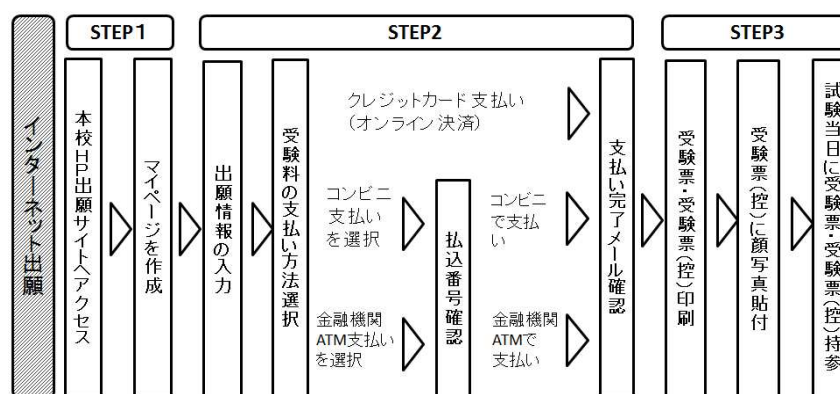 STEP1
STEP2
STEP3
インターネット出願
本校HP出願サイトへアクセス
マイページを作成
出願情報の入力
受験料の支払い方法選択
クレジットカード支払い
(オンライン決済)
コンビニ
支払い
を選択
金融機関
ATM支払い
を選択
払込番号確認
コンビニ
で支払
い
金融機関
ATMで
支払い
支払い完了メール確認
受験票・受験票(控)印刷
受験票(控)に顔写真貼付
試験当日に受験票・受験票(控)持参